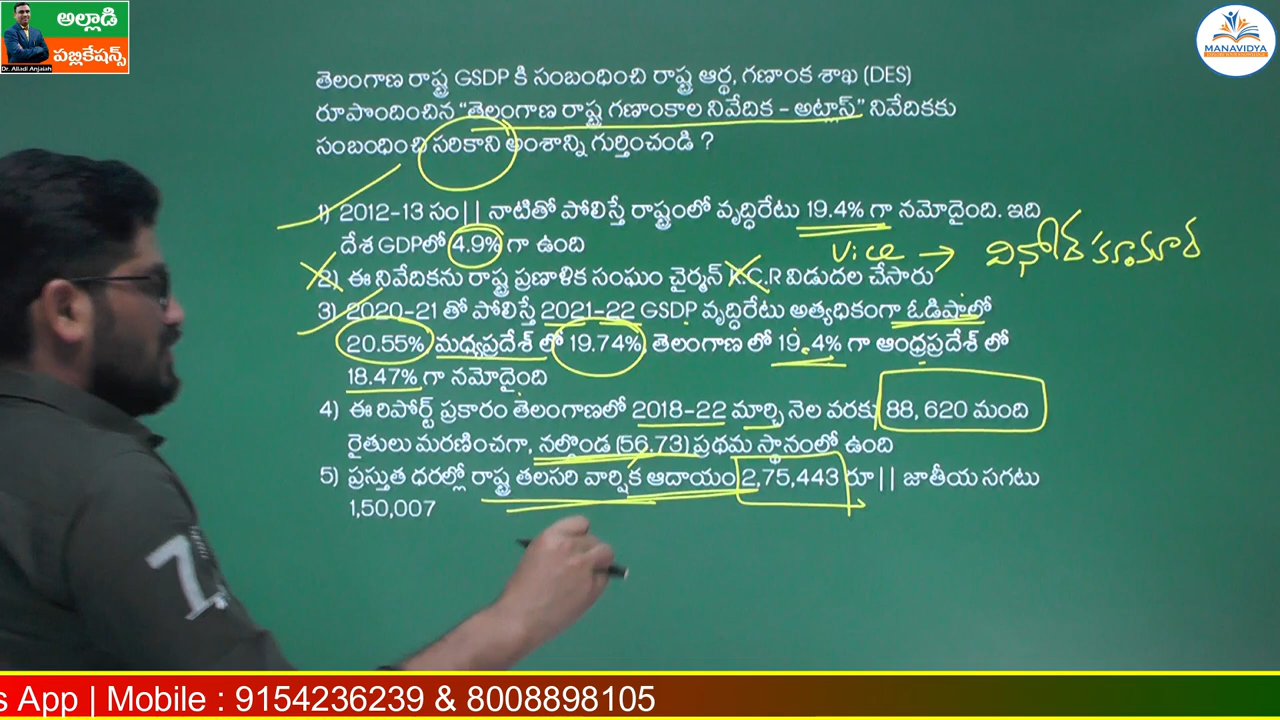 అల్లాడి
పబ్లికేషన్స్
Dr. Alladi Anjaiah
MANAVIDYA
తెలంగాణ రాష్ట్ర GSDP కి సంబంధించి రాష్ట్ర ఆర్థ, గణాంక శాఖ (DES)
రూపొందించిన “తెలంగాణ రాష్ట్ర గణాంకాల నివేదిక - అట్లాస్” నివేదికకు
సంబంధించి సరికాని అంశాన్ని గుర్తించండి ?
1) 2012-13 సం|| నాటితో పోలిస్తే రాష్ట్రంలో వృద్ధిరేటు 19.4% గా నమోదైంది. ఇది
దేశ GDPలో 4.9% గా ఉంది
Vice → వినోద్ కుమార్
2) ఈ నివేదికను రాష్ట్ర ప్రణాళిక సంఘం చైర్మన్ K.C.R విడుదల చేసారు
3) 2020-21 తో పోలిస్తే 2021-22 GSDP వృద్ధిరేటు అత్యధికంగా ఓడిషాలో
20.55% మధ్యప్రదేశ్ లో 19.74% తెలంగాణ లో 19.4% గా ఆంధ్రప్రదేశ్ లో
18.47% గా నమోదైంది
4) ఈ రిపోర్ట్ ప్రకారం తెలంగాణలో 2018-22 మార్చి నెల వరకు 88, 620 మంది
రైతులు మరణించగా, నల్గొండ (56.73) ప్రథమ స్థానంలో ఉంది
5) ప్రస్తుత ధరల్లో రాష్ట్ర తలసరి వార్షిక ఆదాయం 2,75,443 రూ|| జాతీయ సగటు
1,50,007
s App | Mobile : 9154236239 & 8008898105